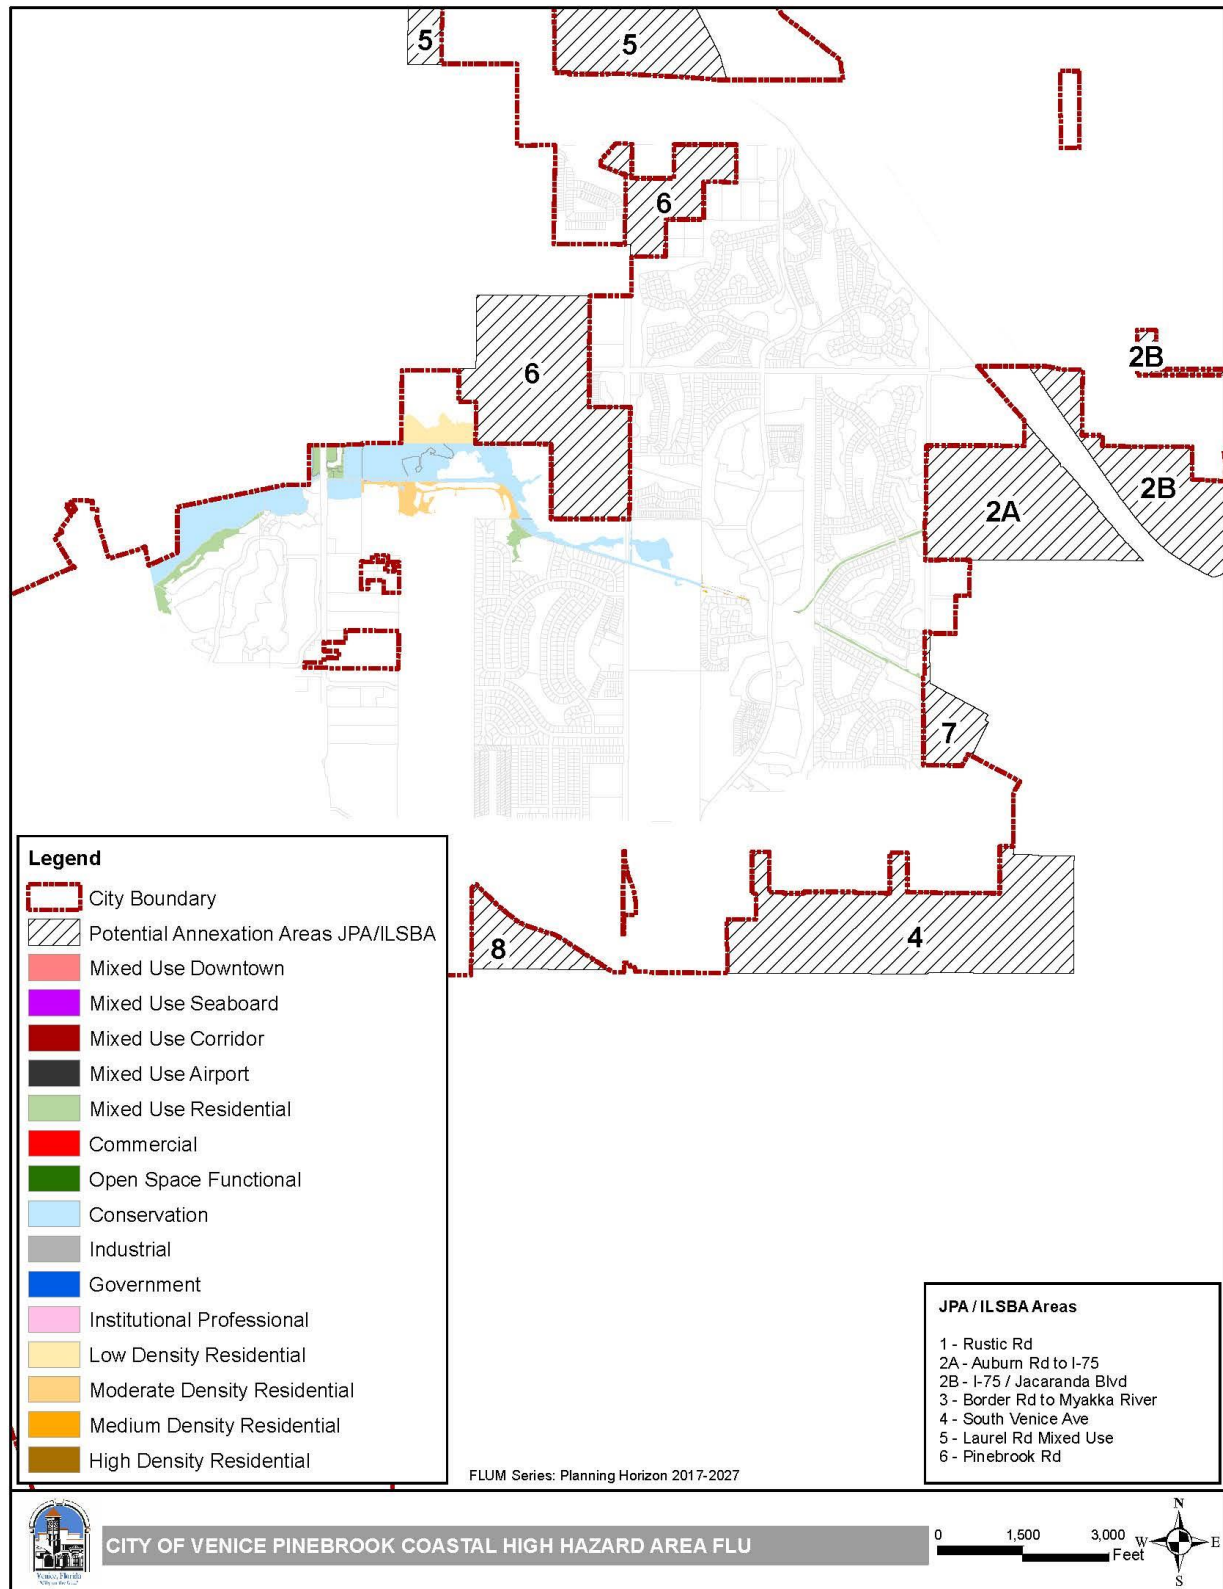 5
5
6
6
2B
2B
2A
7
8
4
Legend
City Boundary
Potential Annexation Areas JPA/ILSBA
Mixed Use Downtown
Mixed Use Seaboard
Mixed Use Corridor
Mixed Use Airport
Mixed Use Residential
Commercial
Open Space Functional
Conservation
Industrial
Government
Institutional Professional
Low Density Residential
Moderate Density Residential
Medium Density Residential
High Density Residential
FLUM Series: Planning Horizon 2017-2027
JPA / ILSBA Areas
1 - Rustic Rd
2A - Auburn Rd to I-75
2B - I-75 / Jacaranda Blvd
3 - Border Rd to Myakka River
4 - South Venice Ave
5 - Laurel Rd Mixed Use
6 - Pinebrook Rd
Venice, Florida
CITY OF VENICE PINEBROOK COASTAL HIGH HAZARD AREA FLU
0 1,500 3,000
Feet
N
W E
S